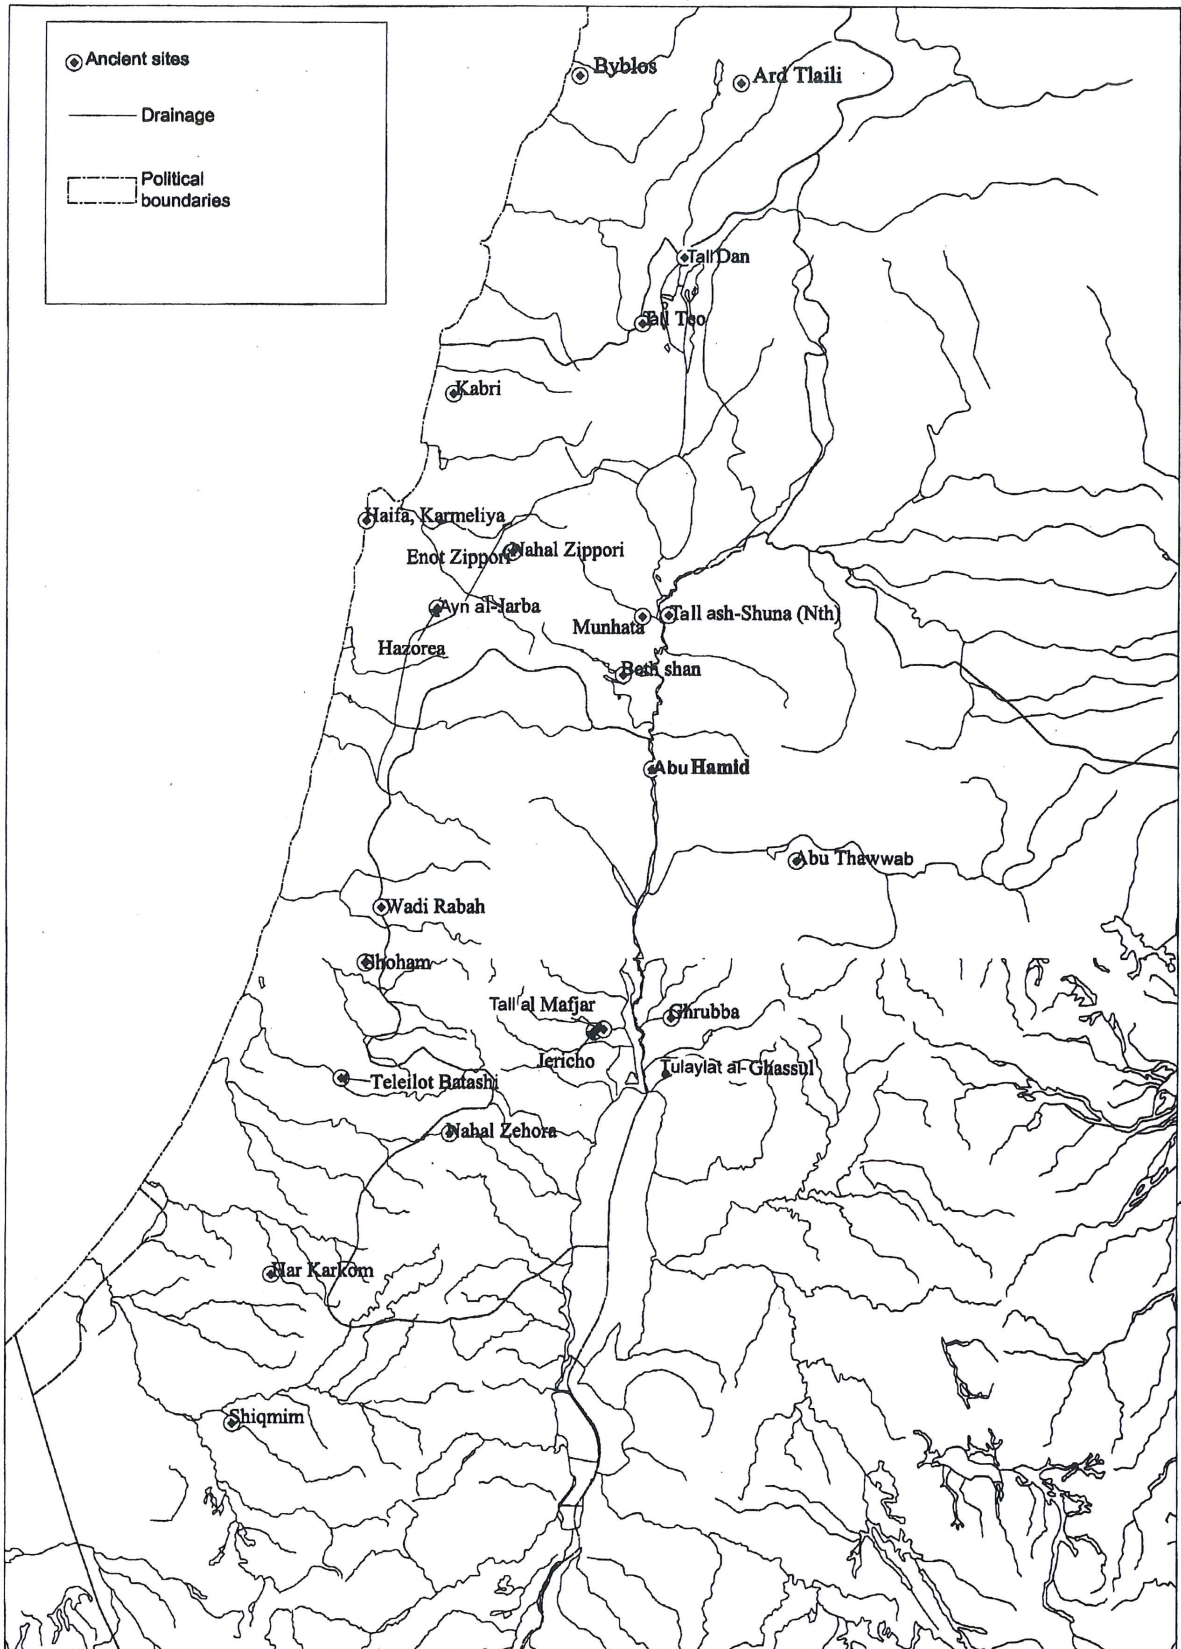 Ancient sites
Drainage
Political
boundaries
Byblos
Ard Tlaili
Tall Dan
Tall Teo
Kabri
Haifa, Karmeliya
Enot Zippori
Nahal Zippori
Ayn al-Jarba
Munhata
Tall ash-Shuna (Nth)
Hazorea
Beth shan
Abu Hamid
Abu Thawwab
Wadi Rabah
Shoham
Tall al Mafjar
Ghrubba
Jericho
Tulaylat al-Ghassul
Teleilot Batashi
Nahal Zehora
Har Karkom
Shiqmim